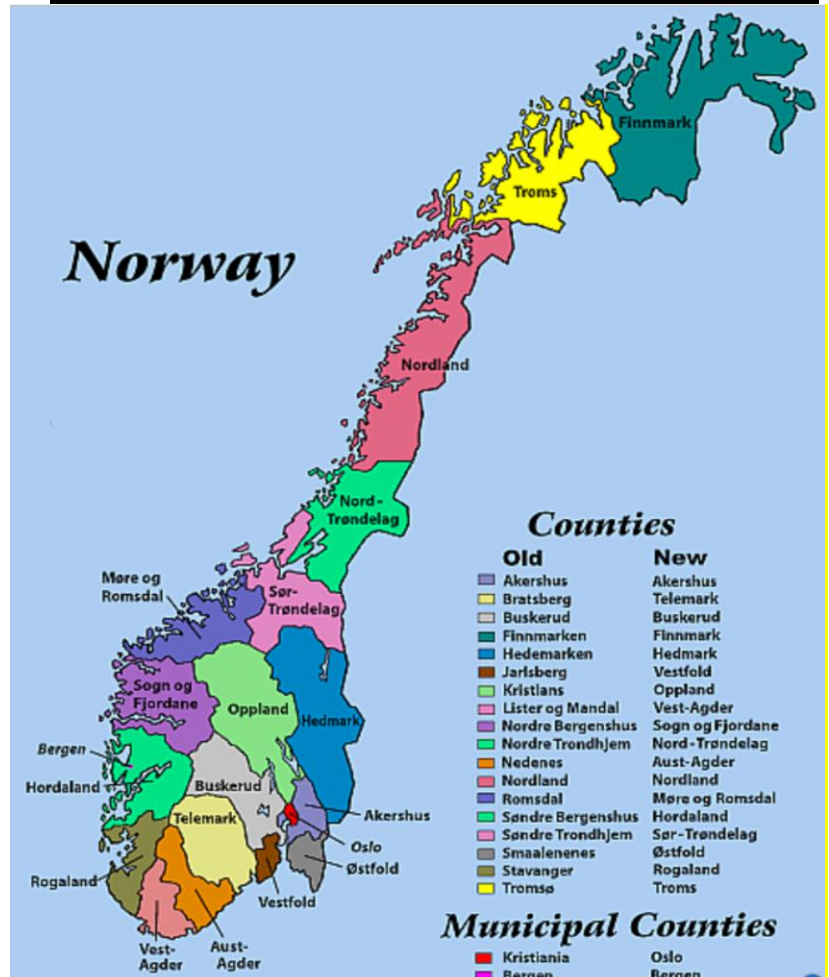 Finnmark
Troms
Norway
Nordland
Nord-
Trøndelag
Møre og
Romsdal
Sør-
Trøndelag
Sogn og
Fjordane
Oppland
Hedmark
Bergen
Hordaland
Buskerud
Telemark
Akershus
Oslo
Østfold
Rogaland
Vestfold
Vest-
Agder
Aust-
Agder
Counties
Old New
Akershus Akershus
Bratsberg Telemark
Buskerud Buskerud
Finnmarken Finnmark
Hedemarken Hedmark
Jarlsberg Vestfold
Kristians Oppland
Lister og Mandal Vest-Agder
Nordre Bergenshus Sogn og Fjordane
Nordre Trondhjem Nord-Trøndelag
Nedenes Aust-Agder
Nordland Nordland
Romsdal Møre og Romsdal
Søndre Bergenshus Hordaland
Søndre Trondhjem Sør-Trøndelag
Smaalenenes Østfold
Stavanger Rogaland
Tromsø Troms
Municipal Counties
Kristiania Oslo
Bergen Bergen